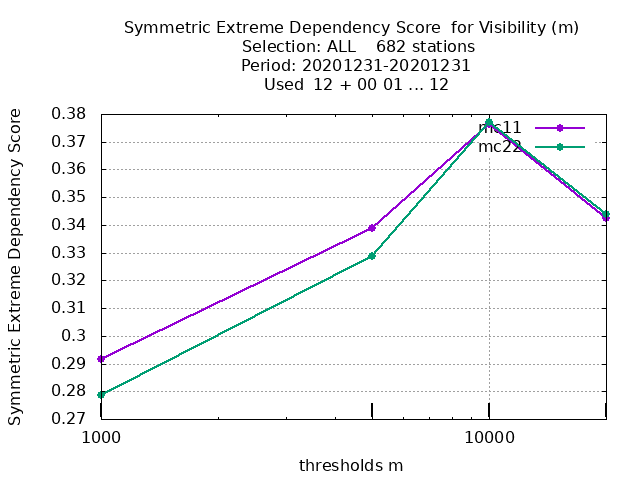 Symmetric Extreme Dependency Score  for Visibility (m)
Selection: ALL    682 stations
Period: 20201231-20201231
Used  12 + 00 01 ... 12
Symmetric Extreme Dependency Score
0.38
0.37
0.36
0.35
0.34
0.33
0.32
0.31
0.3
0.29
0.28
0.27
mc11
mc22
1000
10000
thresholds m